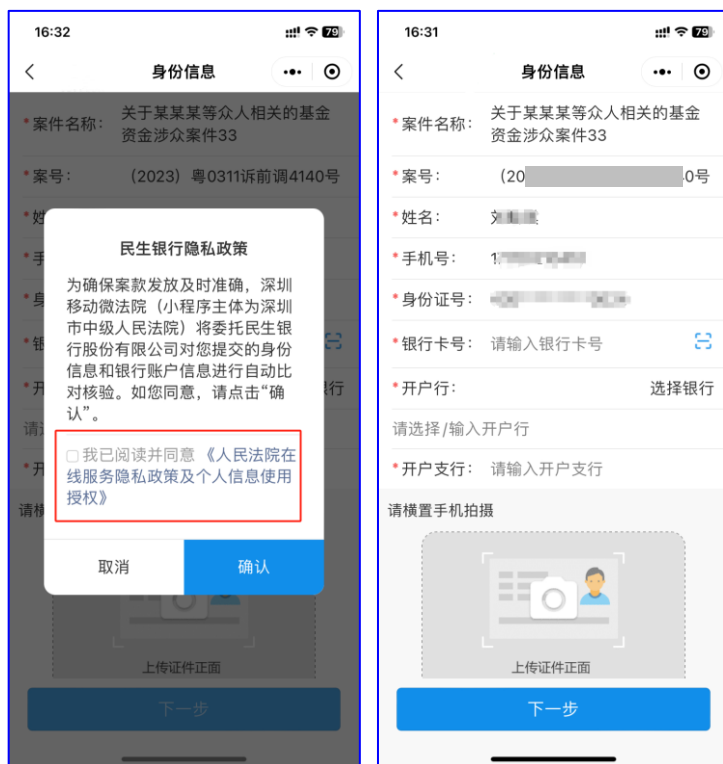 16:32
79
身份信息
*案件名称: 关于某某某等众人相关的基金
资金涉众案件33
*案号: (2023) 粤0311诉前调4140号
*姓
*手
*身
*银
*开
行
请
*开
请横
民生银行隐私政策
为确保案款发放及时准确，深圳
移动微法院（小程序主体为深圳
市中级人民法院）将委托民生银
行股份有限公司对您提交的身份
信息和银行账户信息进行自动比
对核验。如您同意，请点击“确
认”。
我已阅读并同意《人民法院在
线服务隐私政策及个人信息使用
授权》
取消
确认
上传证件正面
下一步
16:31
79
身份信息
*案件名称: 关于某某某等众人相关的基金
资金涉众案件33
*案号: (20 0号
*姓名:
*手机号:
*身份证号:
*银行卡号: 请输入银行卡号
*开户行: 选择银行
请选择/输入开户行
*开户支行: 请输入开户支行
请横置手机拍摄
上传证件正面
下一步